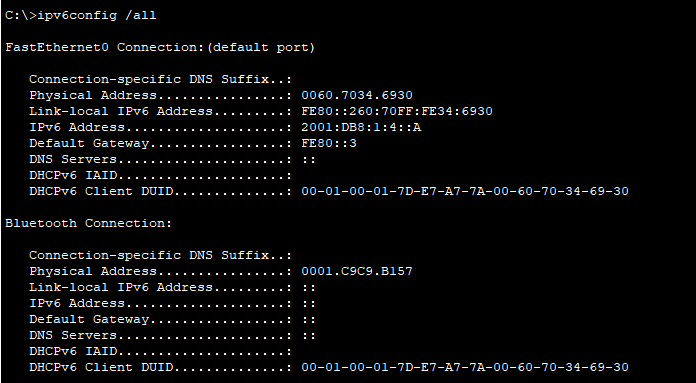 C:\>ipv6config /all
FastEthernet0 Connection:(default port)
Connection-specific DNS Suffix..:
Physical Address................: 0060.7034.6930
Link-local IPv6 Address.........: FE80::260:70FF:FE34:6930
IPv6 Address....................: 2001:DB8:1:4::A
Default Gateway.................: FE80::3
DNS Servers.....................: ::
DHCPv6 IAID.....................:
DHCPv6 Client DUID..............: 00-01-00-01-7D-E7-A7-7A-00-60-70-34-69-30
Bluetooth Connection:
Connection-specific DNS Suffix..:
Physical Address................: 0001.C9C9.B157
Link-local IPv6 Address.........: ::
IPv6 Address....................: ::
Default Gateway.................: ::
DNS Servers.....................: ::
DHCPv6 IAID.....................:
DHCPv6 Client DUID..............: 00-01-00-01-7D-E7-A7-7A-00-60-70-34-69-30